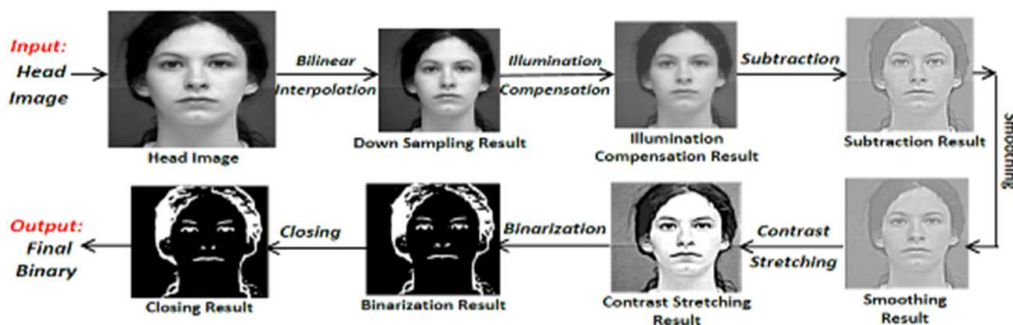 Input:
Head
Image
Bilinear
Interpolation
Illumination
Compensation
Subtraction
Head Image
Down Sampling Result
Illumination
Compensation Result
Subtraction Result
Smoothing
Output:
Final
Binary
Closing
Binarization
Contrast
Stretching
Closing Result
Binarization Result
Contrast Stretching
Result
Smoothing
Result